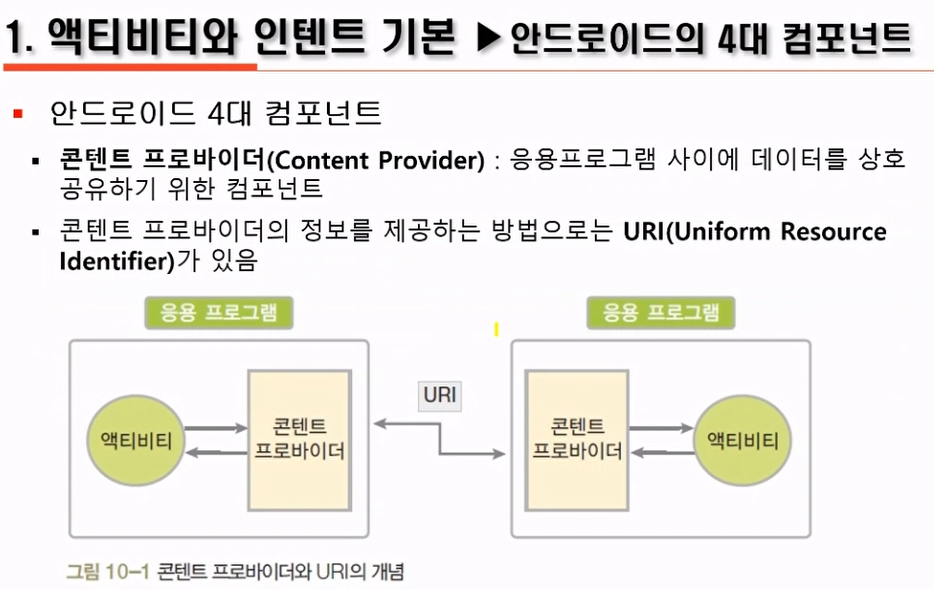 1. 액티비티와 인텐트 기본 ▶안드로이드의 4대 컴포넌트
안드로이드 4대 컴포넌트
콘텐트 프로바이더(Content Provider) : 응용프로그램 사이에 데이터를 상호
공유하기 위한 컴포넌트
콘텐트 프로바이더의 정보를 제공하는 방법으로는 URI(Uniform Resource
Identifier)가 있음
응용 프로그램
응용 프로그램
액티비티
콘텐트
프로바이더
URI
콘텐트
프로바이더
액티비티
그림 10-1 콘텐트 프로바이더와 URI의 개념